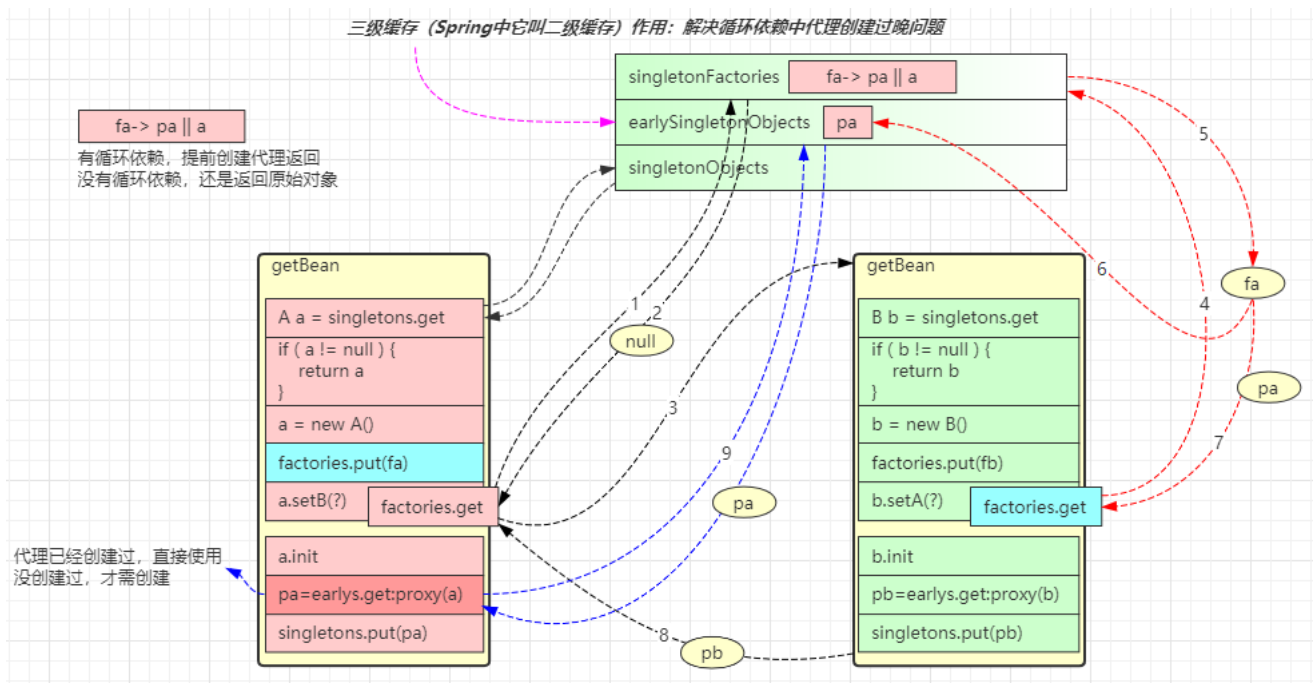 三级缓存（Spring中它叫二级缓存）作用：解决循环依赖中代理创建过晚问题
singletonFactories
fa-> pa || a
earlySingletonObjects
pa
singletonObjects
fa-> pa || a
有循环依赖，提前创建代理返回
没有循环依赖，还是返回原始对象
getBean
A a = singletons.get
if ( a != null ) {
return a
}
a = new A()
factories.put(fa)
a.setB(?)
factories.get
a.init
pa=earlys.get:proxy(a)
singletons.put(pa)
代理已经创建过，直接使用
没创建过，才需创建
1
2
null
3
9
pa
8
pb
getBean
B b = singletons.get
if ( b != null ) {
return b
}
b = new B()
factories.put(fb)
b.setA(?)
factories.get
b.init
pb=earlys.get:proxy(b)
singletons.put(pb)
5
6
4
fa
pa
7